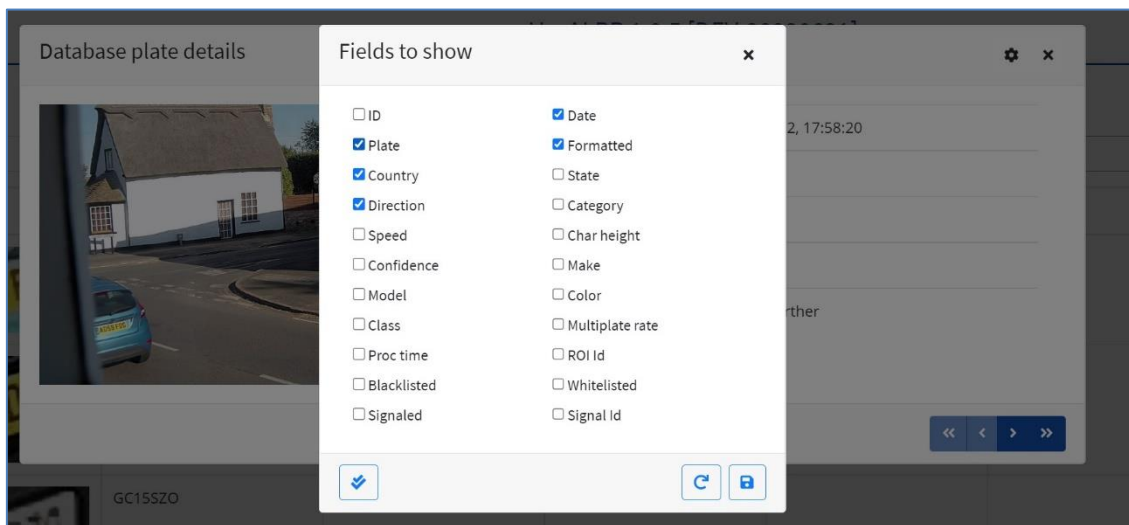 Database plate details
Fields to show
ID
Date
2, 17:58:20
Plate
Formatted
Country
State
Direction
Category
Speed
Char height
Confidence
Make
Model
Color
rther
Class
Multiplate rate
Proc time
ROI Id
Blacklisted
Whitelisted
Signaled
Signal Id
GC15SZO